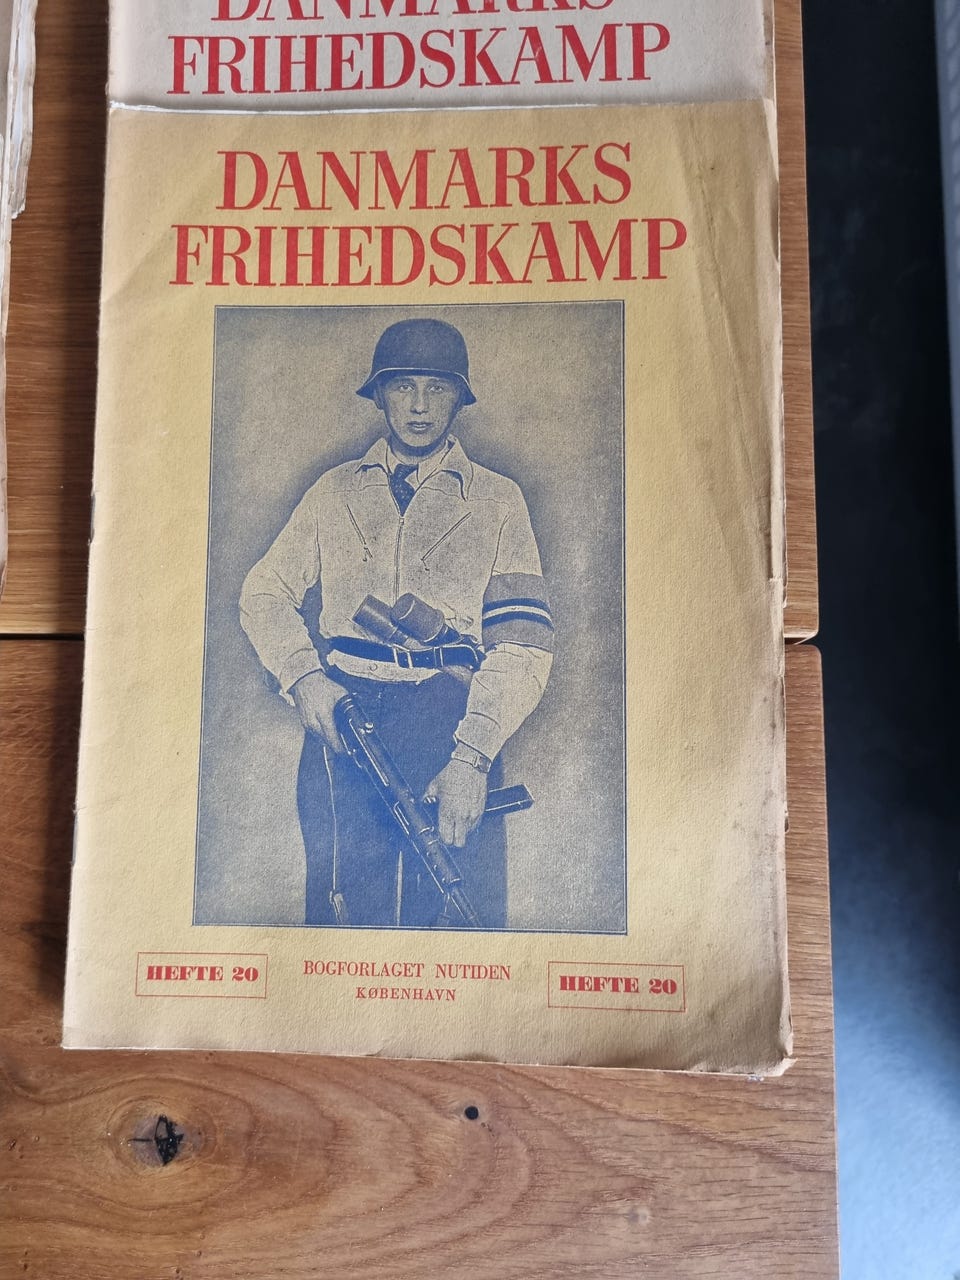 DANMARKS
FRIHEDSKAMP
DANMARKS
FRIHEDSKAMP
HEFTE 20
BOGFORLAGET NUTIDEN
KØBENHAVN
HEFTE 20